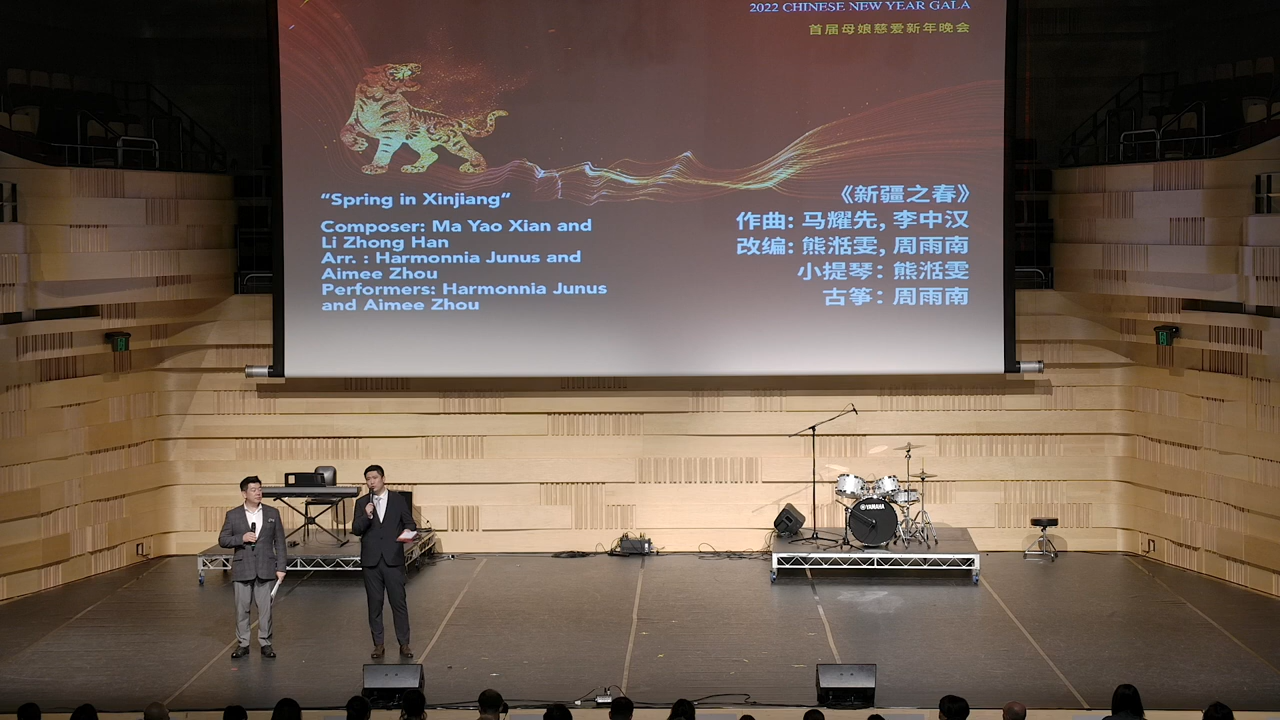 2022 CHINESE NEW YEAR GALA
首届母娘慈爱新年晚会
“Spring in Xinjiang“
Composer: Ma Yao Xian and
Li Zhong Han
Arr. : Harmonnia Junus and
Aimee Zhou
Performers: Harmonnia Junus
and Aimee Zhou
《新疆之春》
作曲: 马耀先, 李中汉
改编: 熊湉雯, 周雨南
小提琴: 熊湉雯
古筝: 周雨南
YAMAHA